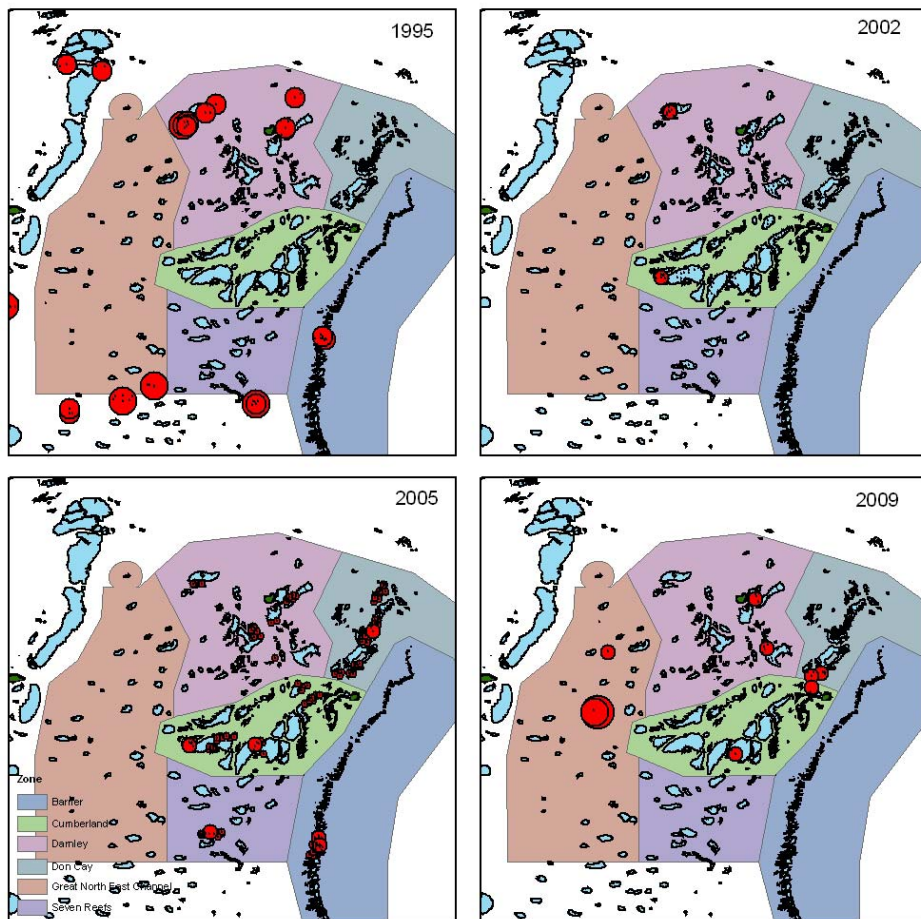 1995
2002
2005
2009
Zone
Barrier
Cumberland
Darnley
Don Cay
Great North East Channel
Seven Reefs